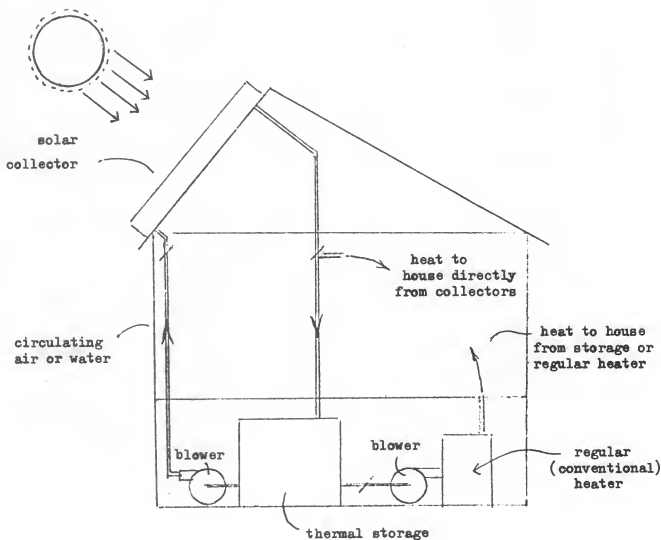 solar
collector
heat to
house directly
from collectors
circulating
air or water
heat to house
from storage or
regular heater
blower
blower
regular
(conventional)
heater
thermal storage